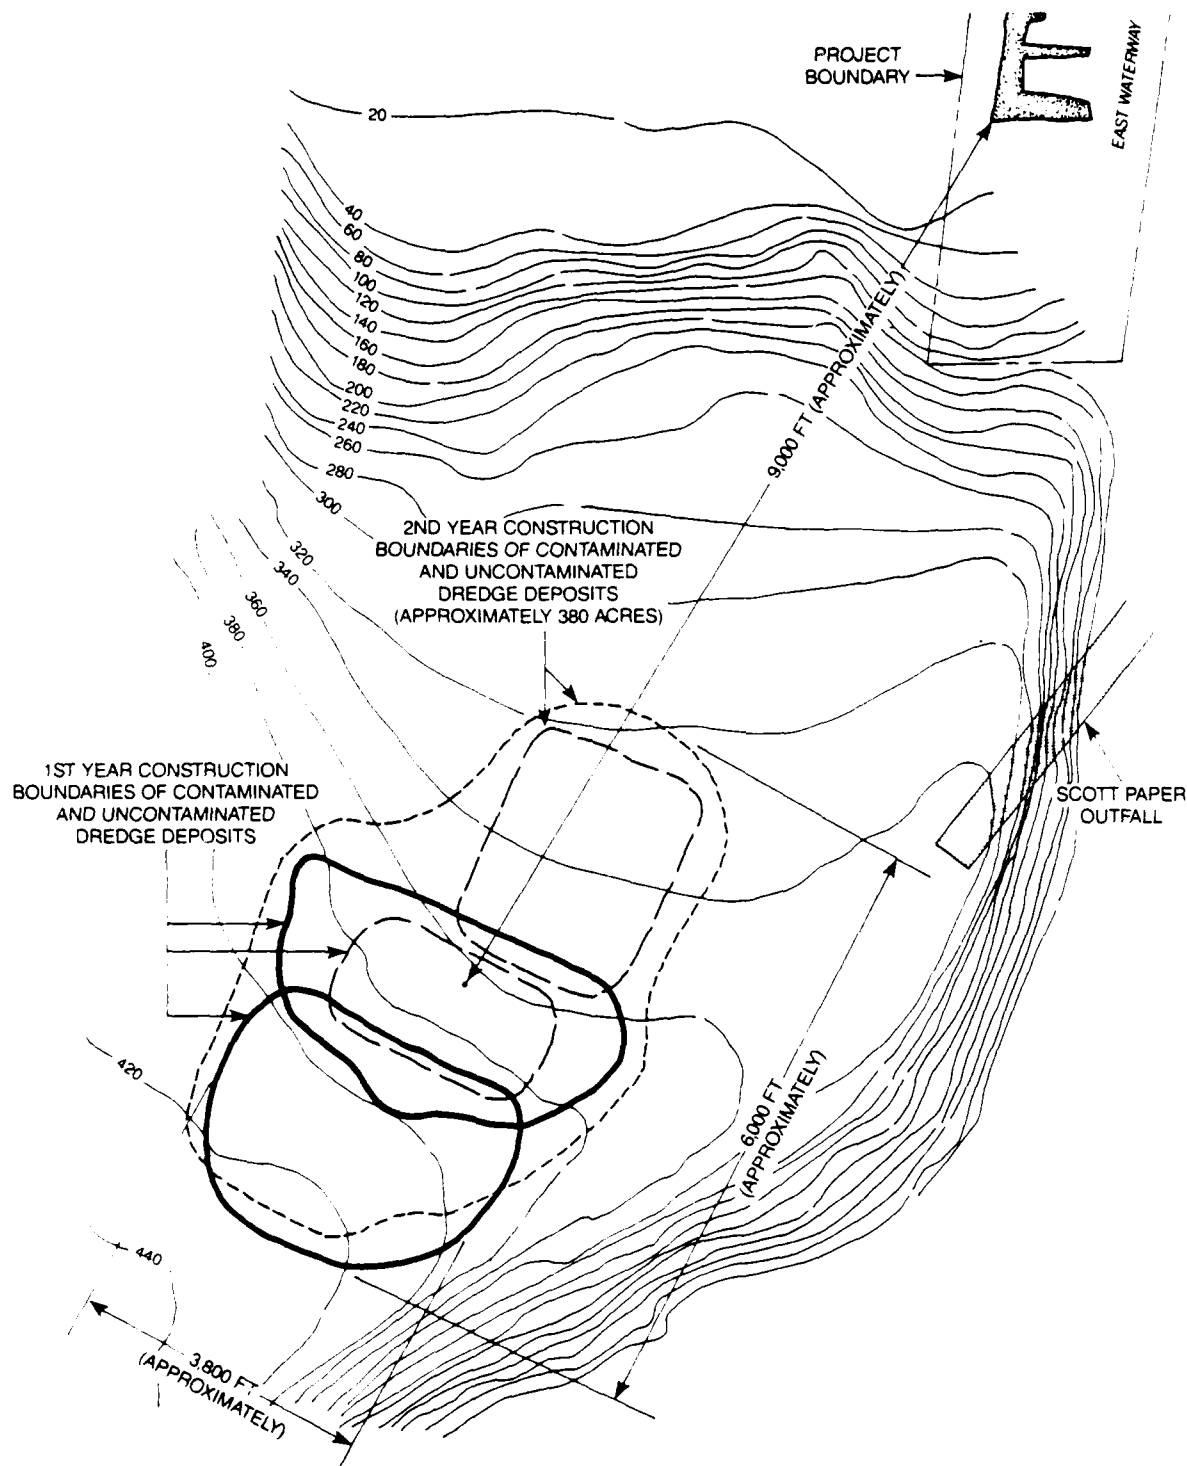 PROJECT
BOUNDARY
EAST WATERWAY
20
40
60
80
100
120
140
160
180
200
220
240
260
280
300
320
340
360
380
400
9,000 FT (APPROXIMATELY)
2ND YEAR CONSTRUCTION
BOUNDARIES OF CONTAMINATED
AND UNCONTAMINATED
DREDGE DEPOSITS
(APPROXIMATELY 380 ACRES)
1ST YEAR CONSTRUCTION
BOUNDARIES OF CONTAMINATED
AND UNCONTAMINATED
DREDGE DEPOSITS
SCOTT PAPER
OUTFALL
420
6,000 FT
(APPROXIMATELY)
440
3,800 FT
(APPROXIMATELY)